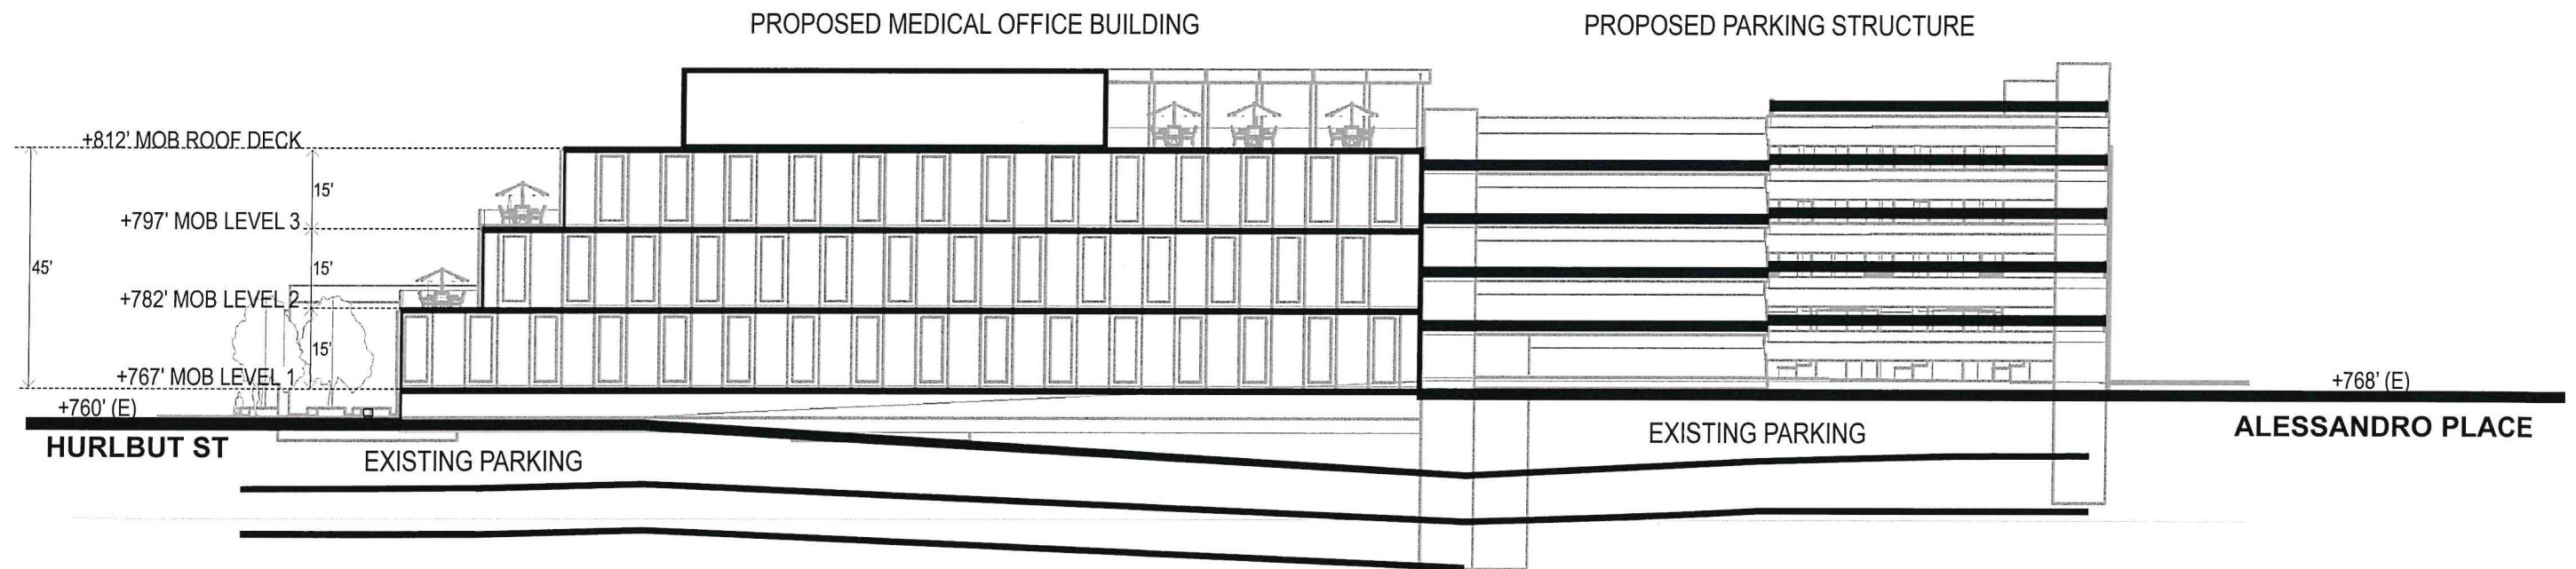 PROPOSED MEDICAL OFFICE BUILDING
PROPOSED PARKING STRUCTURE
+812' MOB ROOF DECK
15'
+797' MOB LEVEL 3
45'
15'
+782' MOB LEVEL 2
15'
+767' MOB LEVEL 1
+760' (E)
+768' (E)
HURLBUT ST
ALESSANDRO PLACE
EXISTING PARKING
EXISTING PARKING